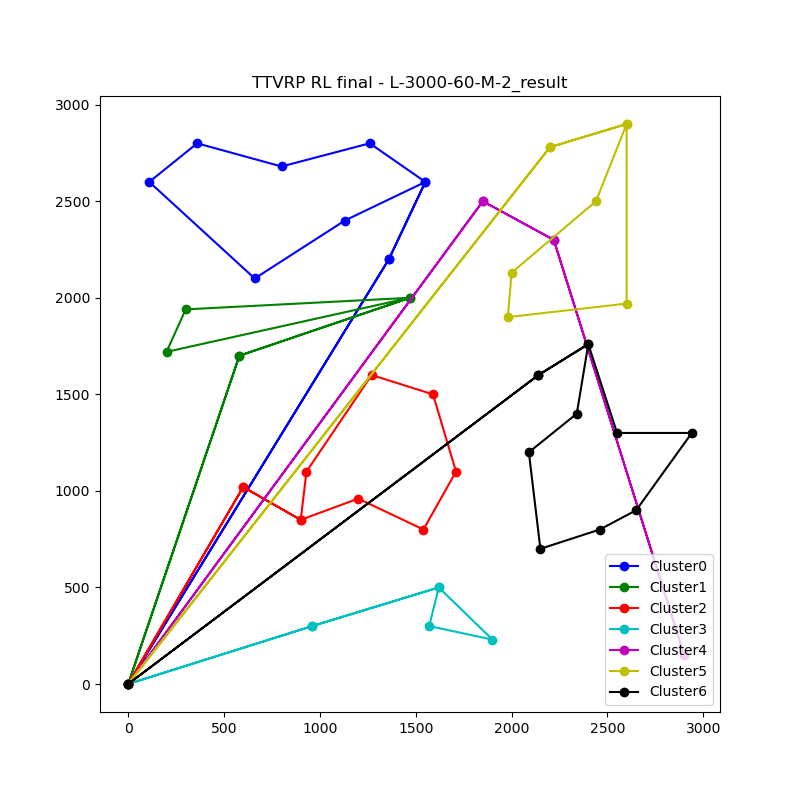 TTVRP RL final - L-3000-60-M-2_result
3000
2500
2000
1500
1000
500
0
0 500 1000 1500 2000 2500 3000
Cluster0
Cluster1
Cluster2
Cluster3
Cluster4
Cluster5
Cluster6